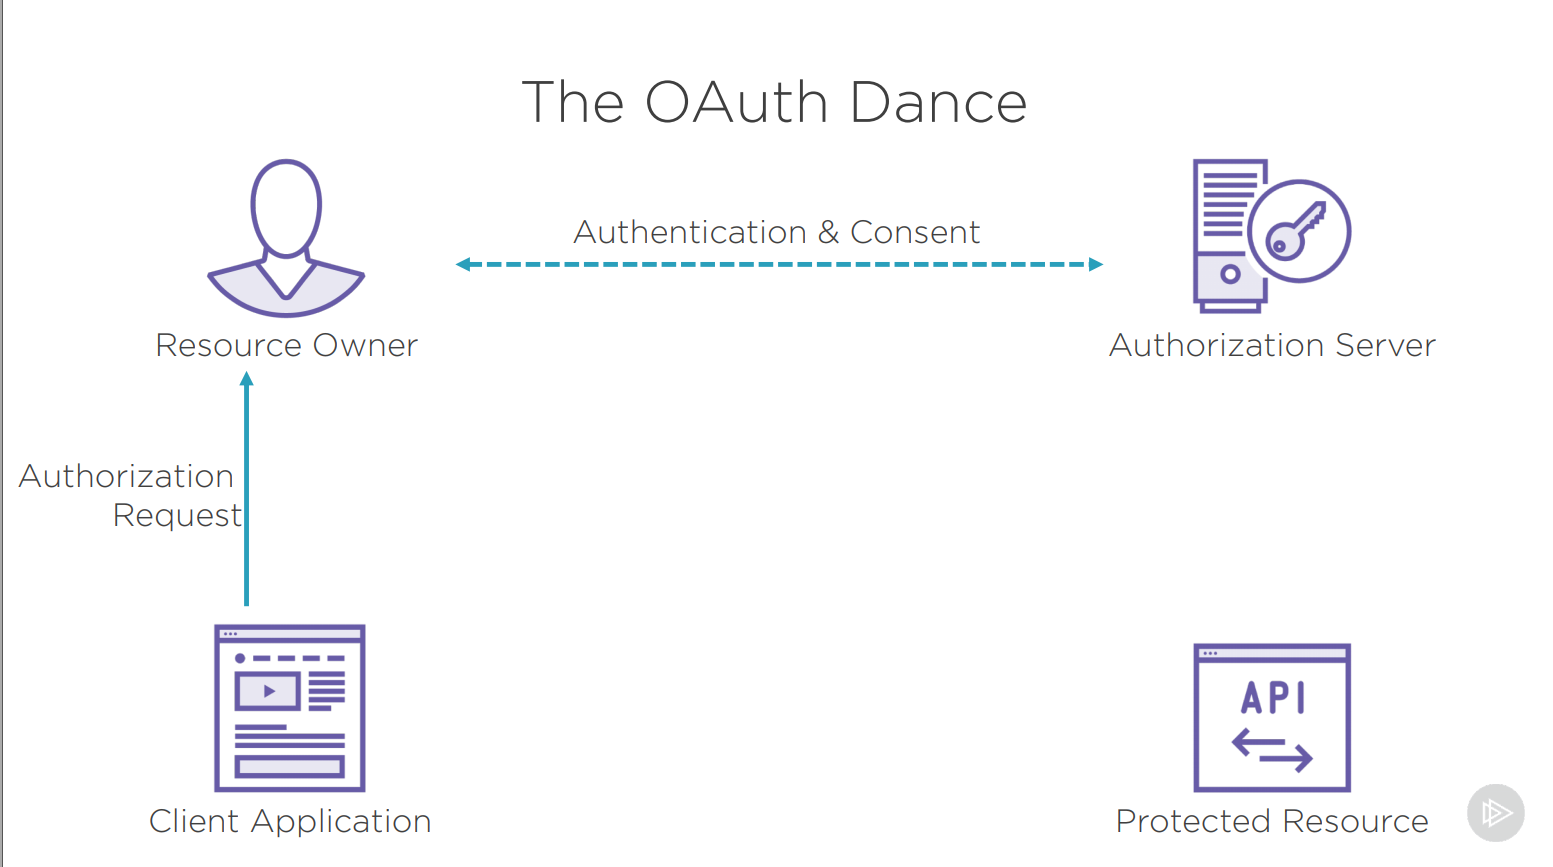 The OAuth Dance
Authentication & Consent
Resource Owner
Authorization Server
Authorization
Request
API
Client Application
Protected Resource